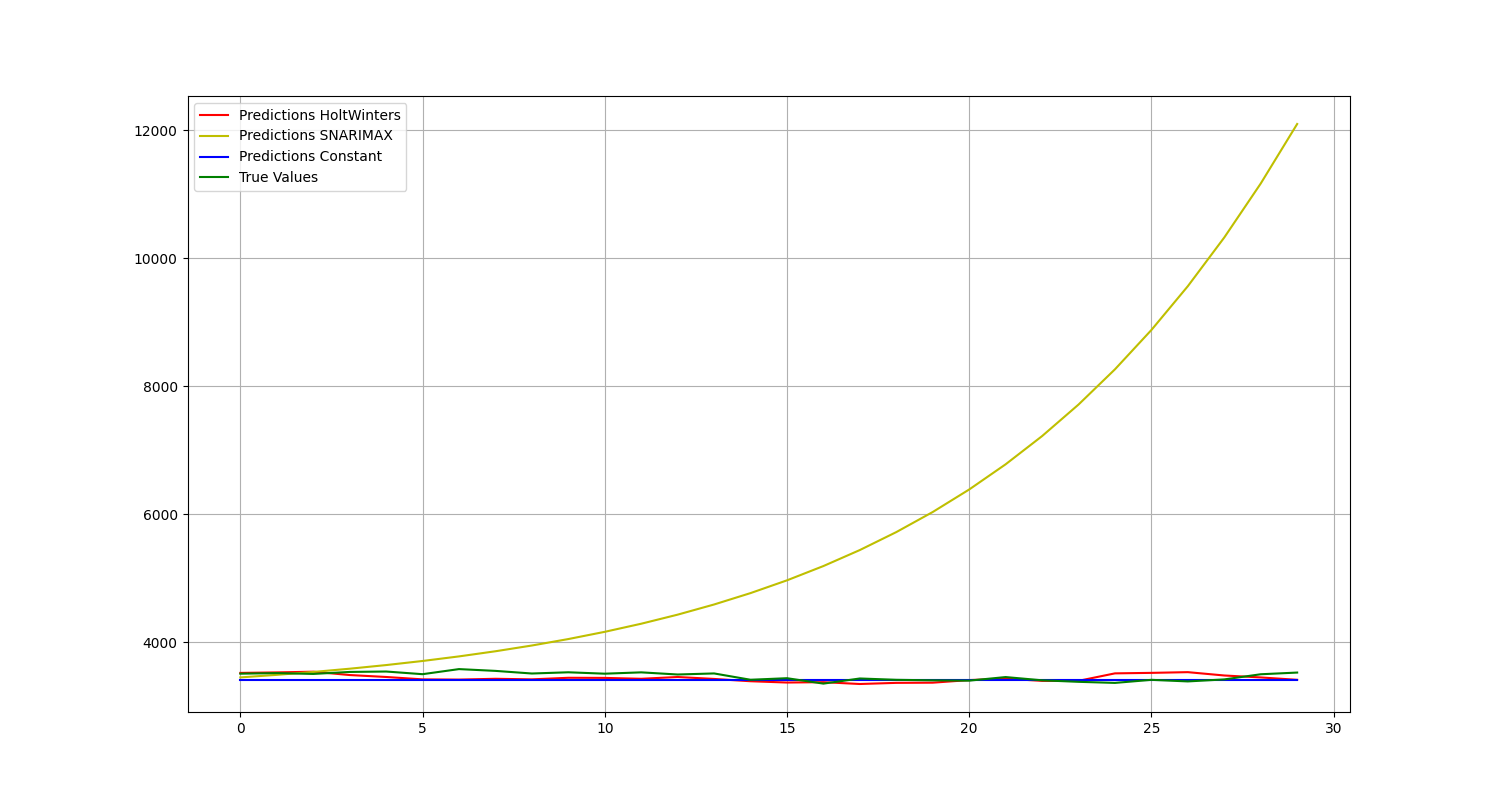 Predictions HoltWinters
Predictions SNARIMAX
Predictions Constant
True Values
12000
10000
8000
6000
4000
0 5 10 15 20 25 30